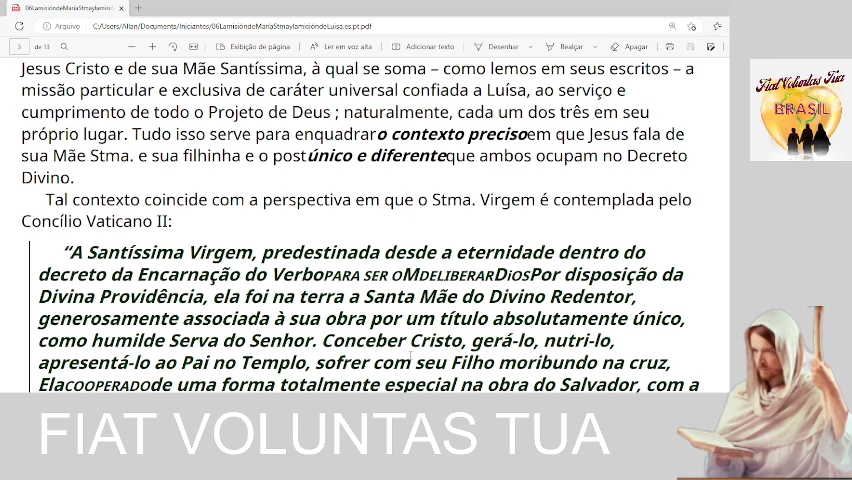 06LamisióndeMaríaStmaylamisió
Arquivo
C:/Users/Allan/Documents/Iniciantes/06LamisióndeMaríaStmaylamisióndeLuisa.es.pt.pdf
3 de 13
Exibição de página
Ler em voz alta
Adicionar texto
Desenhar
Realçar
Apagar
Jesus Cristo e de sua Mãe Santíssima, à qual se soma – como lemos em seus escritos – a
missão particular e exclusiva de caráter universal confiada a Luísa, ao serviço e
cumprimento de todo o Projeto de Deus ; naturalmente, cada um dos três em seu
próprio lugar. Tudo isso serve para enquadraro contexto precisoem que Jesus fala de
sua Mãe Stma. e sua filhinha e o postúnico e diferenteque ambos ocupam no Decreto
Divino.
Tal contexto coincide com a perspectiva em que o Stma. Virgem é contemplada pelo
Concílio Vaticano II:
“A Santíssima Virgem, predestinada desde a eternidade dentro do
decreto da Encarnação do VerboPARA SER OMDELIBERARDiOSPor disposição da
Divina Providência, ela foi na terra a Santa Mãe do Divino Redentor,
generosamente associada à sua obra por um título absolutamente único,
como humilde Serva do Senhor. Conceber Cristo, gerá-lo, nutri-lo,
apresentá-lo ao Pai no Templo, sofrer com seu Filho moribundo na cruz,
ElaCOOPERADOde uma forma totalmente especial na obra do Salvador, com a
Fiat Voluntas Tua
BRASIL
FIAT VOLUNTAS TUA